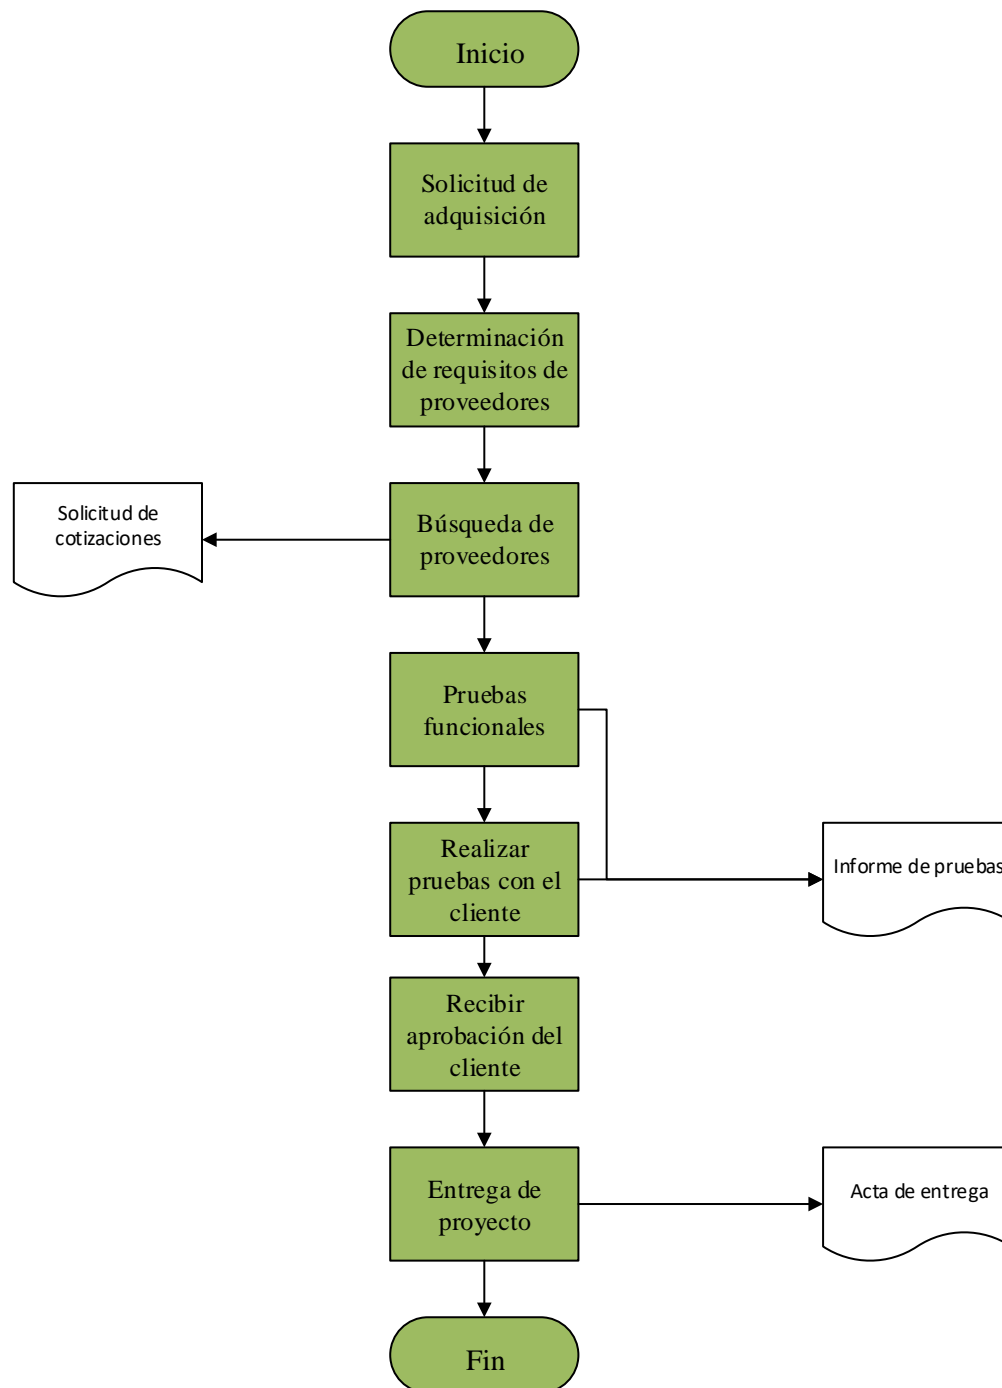 Inicio
Solicitud de
adquisición
Determinación
de requisitos de
proveedores
Solicitud de
cotizaciones
Búsqueda de
proveedores
Pruebas
funcionales
Realizar
pruebas con el
cliente
Informe de pruebas
Recibir
aprobación del
cliente
Entrega de
proyecto
Acta de entrega
Fin